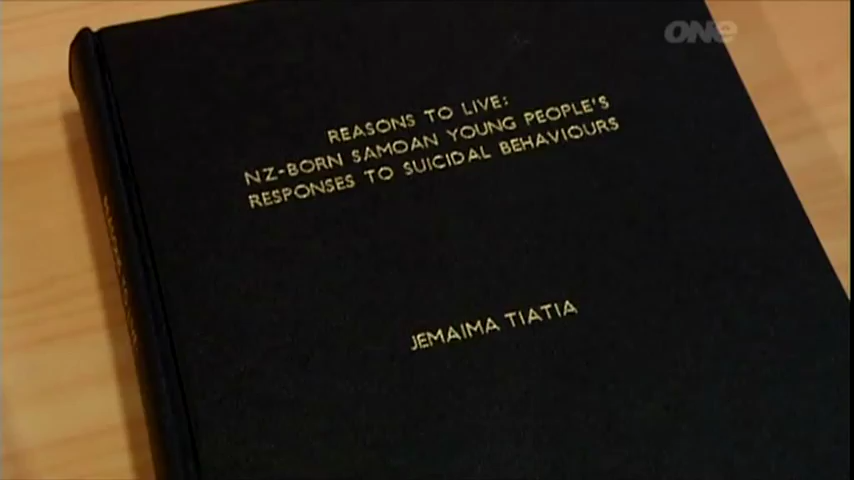 one
REASONS TO LIVE:
NZ-BORN SAMOAN YOUNG PEOPLE'S
RESPONSES TO SUICIDAL BEHAVIOURS
JEMAIMA TIATIA